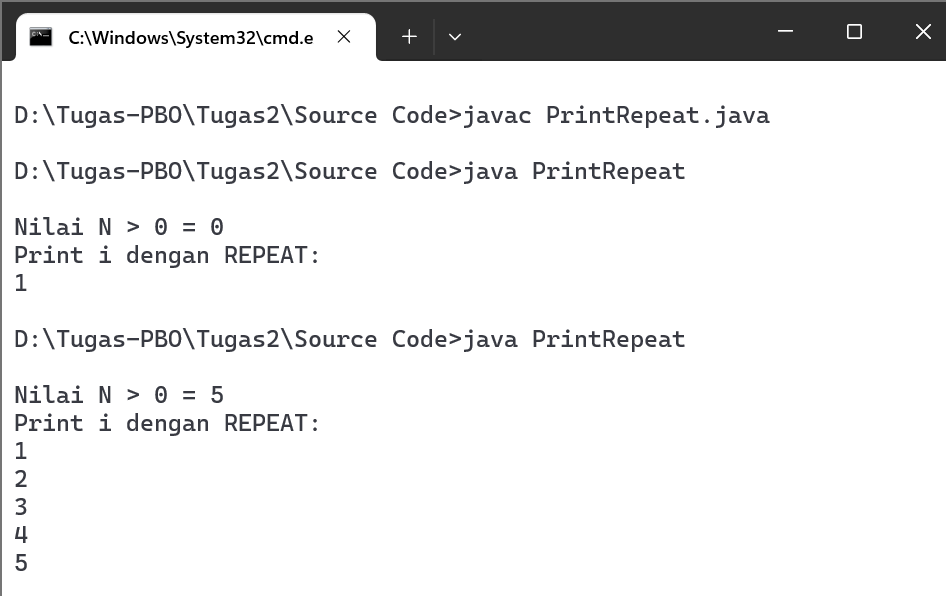 C:\Windows\System32\cmd.e
D:\Tugas-PBO\Tugas2\Source Code>javac PrintRepeat.java
D:\Tugas-PBO\Tugas2\Source Code>java PrintRepeat
Nilai N > 0 = 0
Print i dengan REPEAT:
1
D:\Tugas-PBO\Tugas2\Source Code>java PrintRepeat
Nilai N > 0 = 5
Print i dengan REPEAT:
1
2
3
4
5